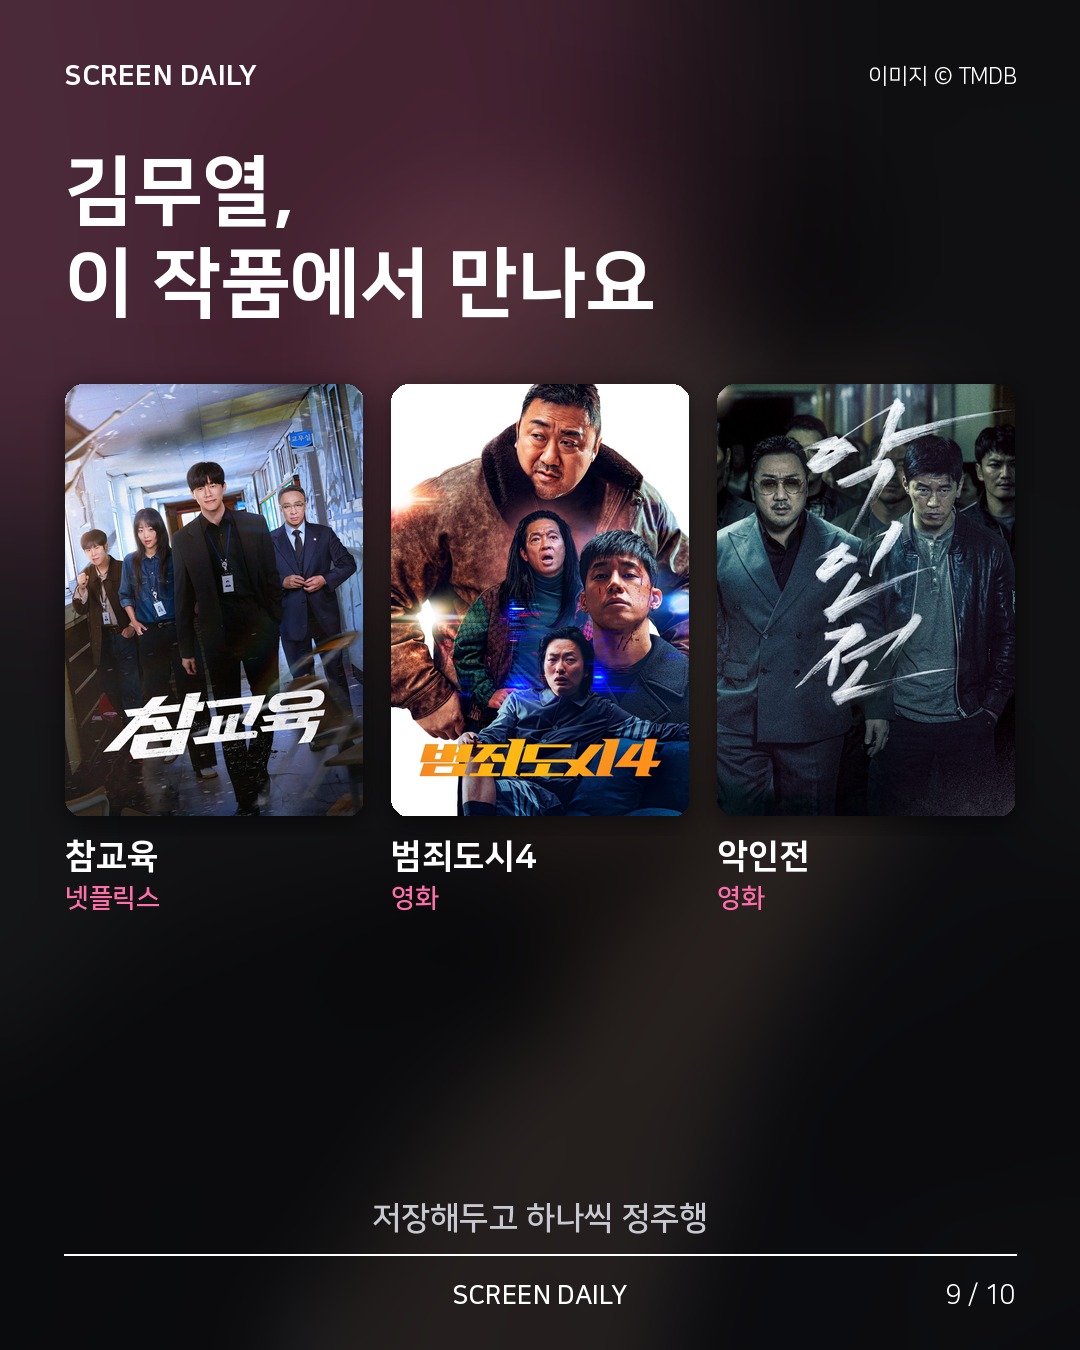 SCREEN DAILY
이미지 © TMDB
김무열,
이 작품에서 만나요
교무실
참교육
범죄도시4
악인전
참교육
넷플릭스
범죄도시4
영화
악인전
영화
저장해두고 하나씩 정주행
SCREEN DAILY
9 / 10